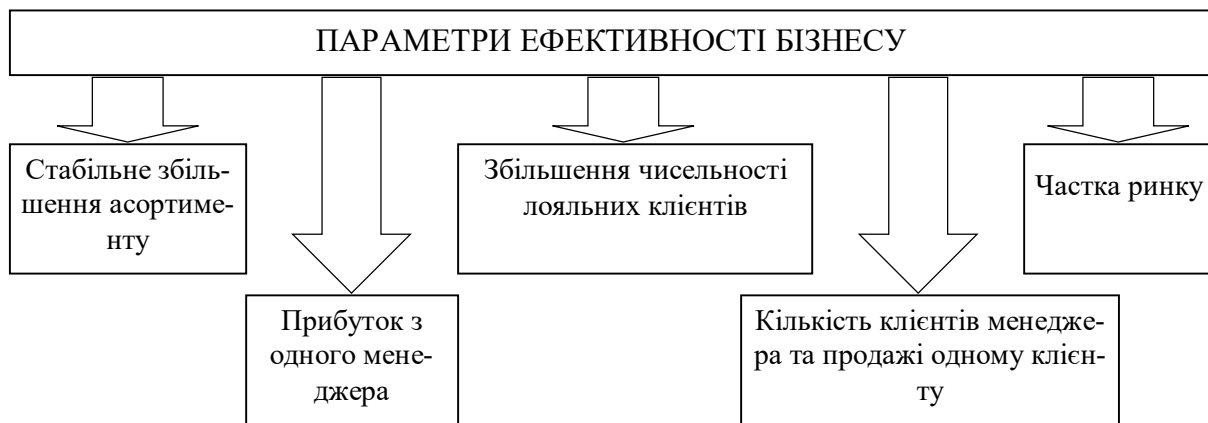 ПАРАМЕТРИ ЕФЕКТИВНОСТІ БІЗНЕСУ
Стабільне збіль-
шення асортиме-
нту
Збільшення чисельності
лояльних клієнтів
Частка ринку
Прибуток з
одного мене-
джера
Кількість клієнтів менедже-
ра та продажі одному клієн-
ту